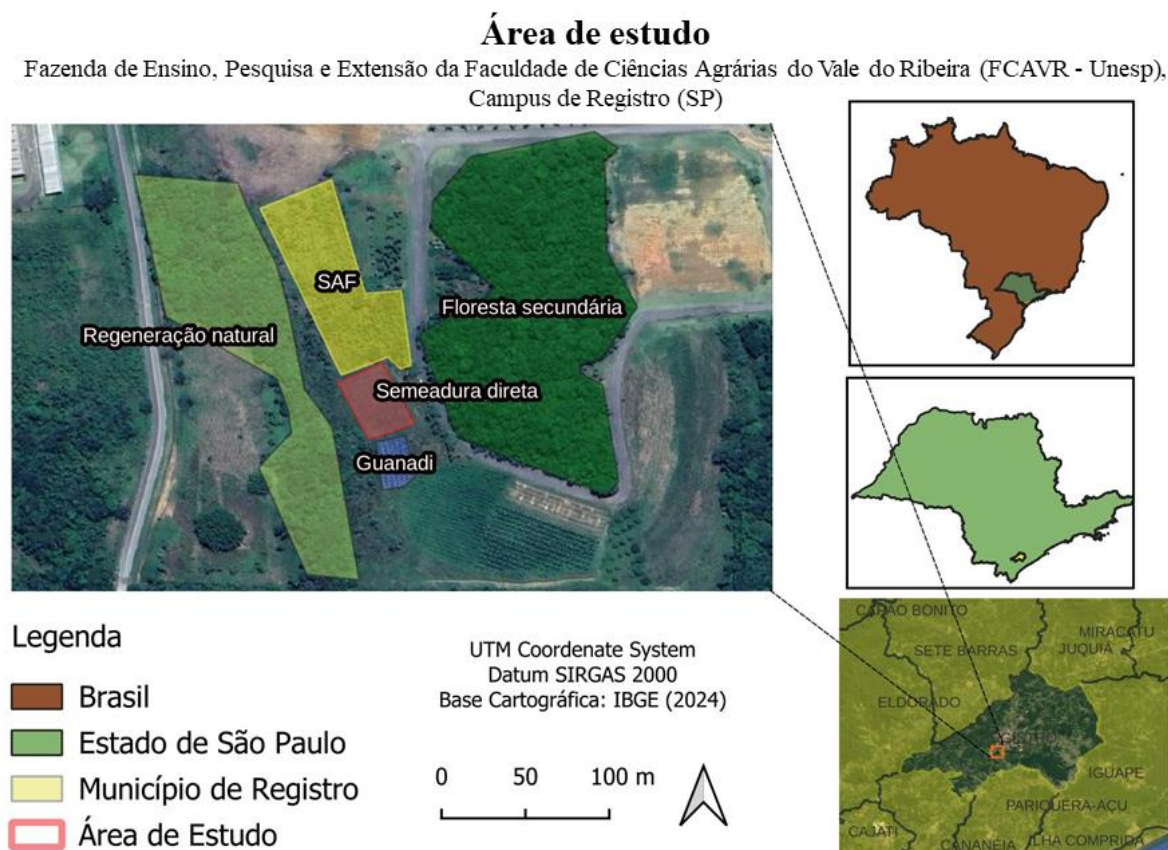 Área de estudo
Fazenda de Ensino, Pesquisa e Extensão da Faculdade de Ciências Agrárias do Vale do Ribeira (FCAVR - Unesp),
Campus de Registro (SP)
SAF
Floresta secundária
Regeneração natural
Semeadura direta
Guanadi
CAPÃO BONITO
MIRACATU
SETE BARRAS
JUQUIÁ
ELDORADO
IGUAPE
PARIQUERA-AÇU
CAJATI
CANANÉIA
ILHA COMPRIDA
Legenda
Brasil
Estado de São Paulo
Município de Registro
Área de Estudo
UTM Coordenate System
Datum SIRGAS 2000
Base Cartográfica: IBGE (2024)
0 50 100 m